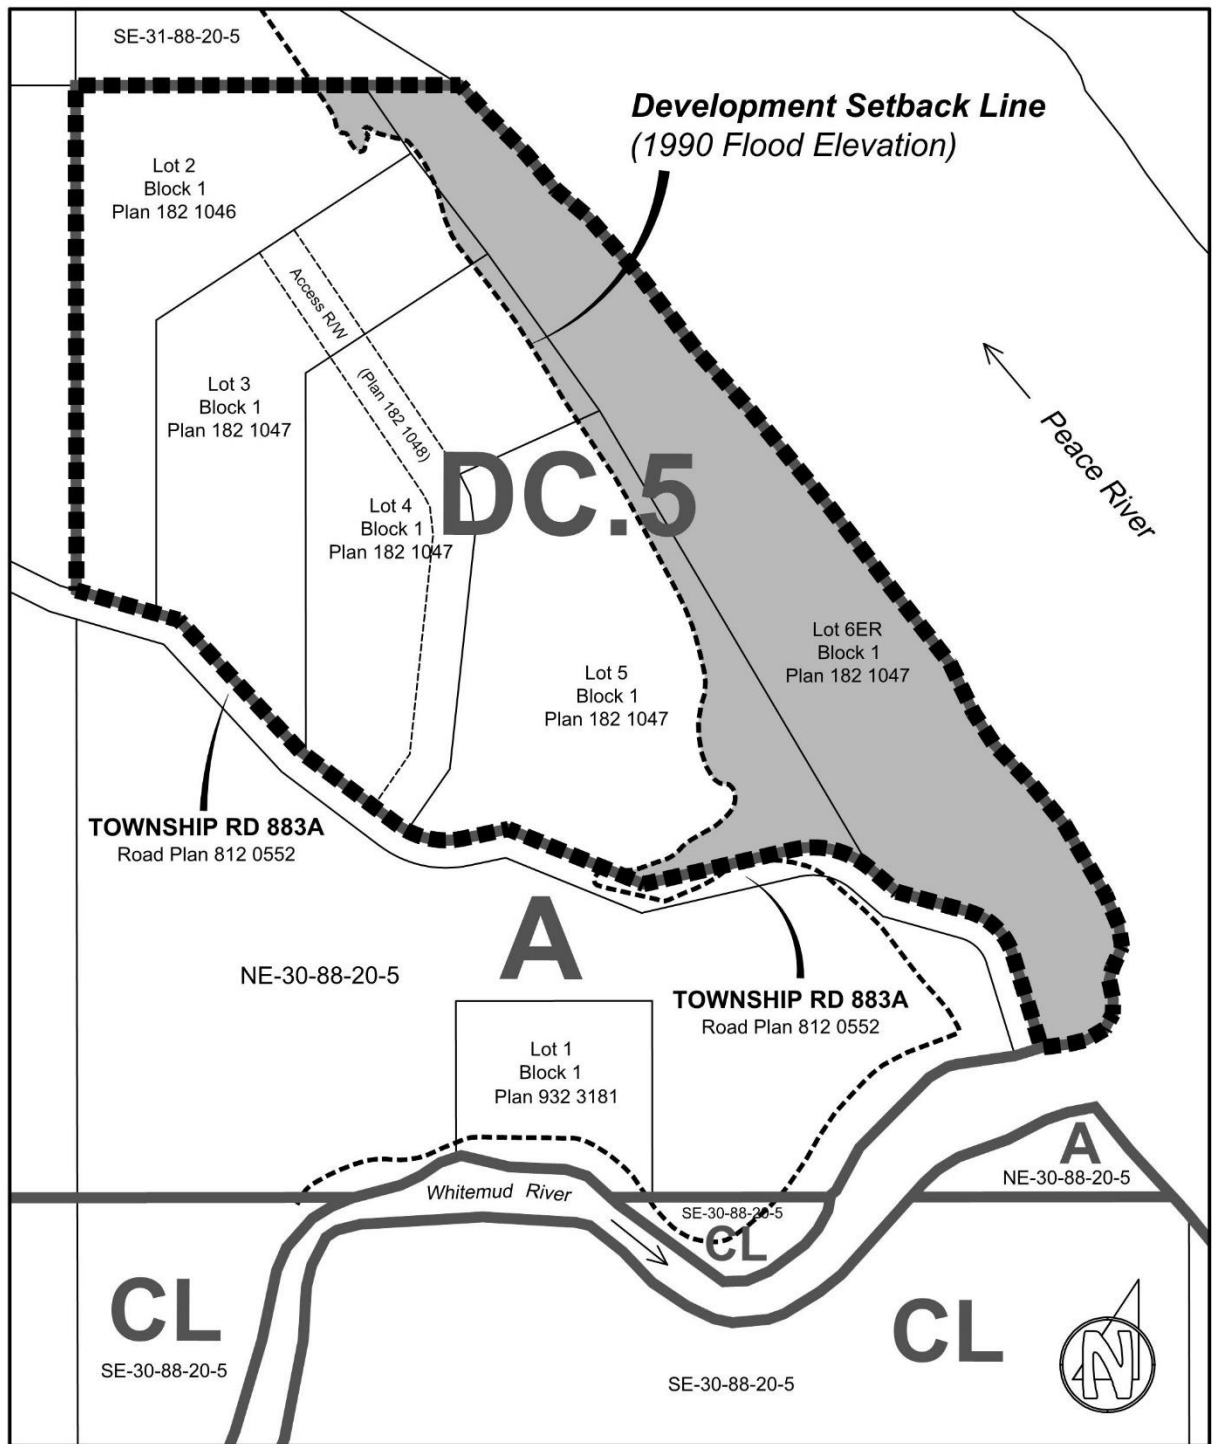 SE-31-88-20-5
Development Setback Line
(1990 Flood Elevation)
Lot 2
Block 1
Plan 182 1046
Access R/W
(Plan 182 1048)
Lot 3
Block 1
Plan 182 1047
Peace River
DC.5
Lot 4
Block 1
Plan 182 1047
Lot 6ER
Block 1
Plan 182 1047
Lot 5
Block 1
Plan 182 1047
TOWNSHIP RD 883A
Road Plan 812 0552
A
NE-30-88-20-5
TOWNSHIP RD 883A
Road Plan 812 0552
Lot 1
Block 1
Plan 932 3181
A
NE-30-88-20-5
Whitemud River
SE-30-88-20-5
CL
CL
SE-30-88-20-5
CL
SE-30-88-20-5
N